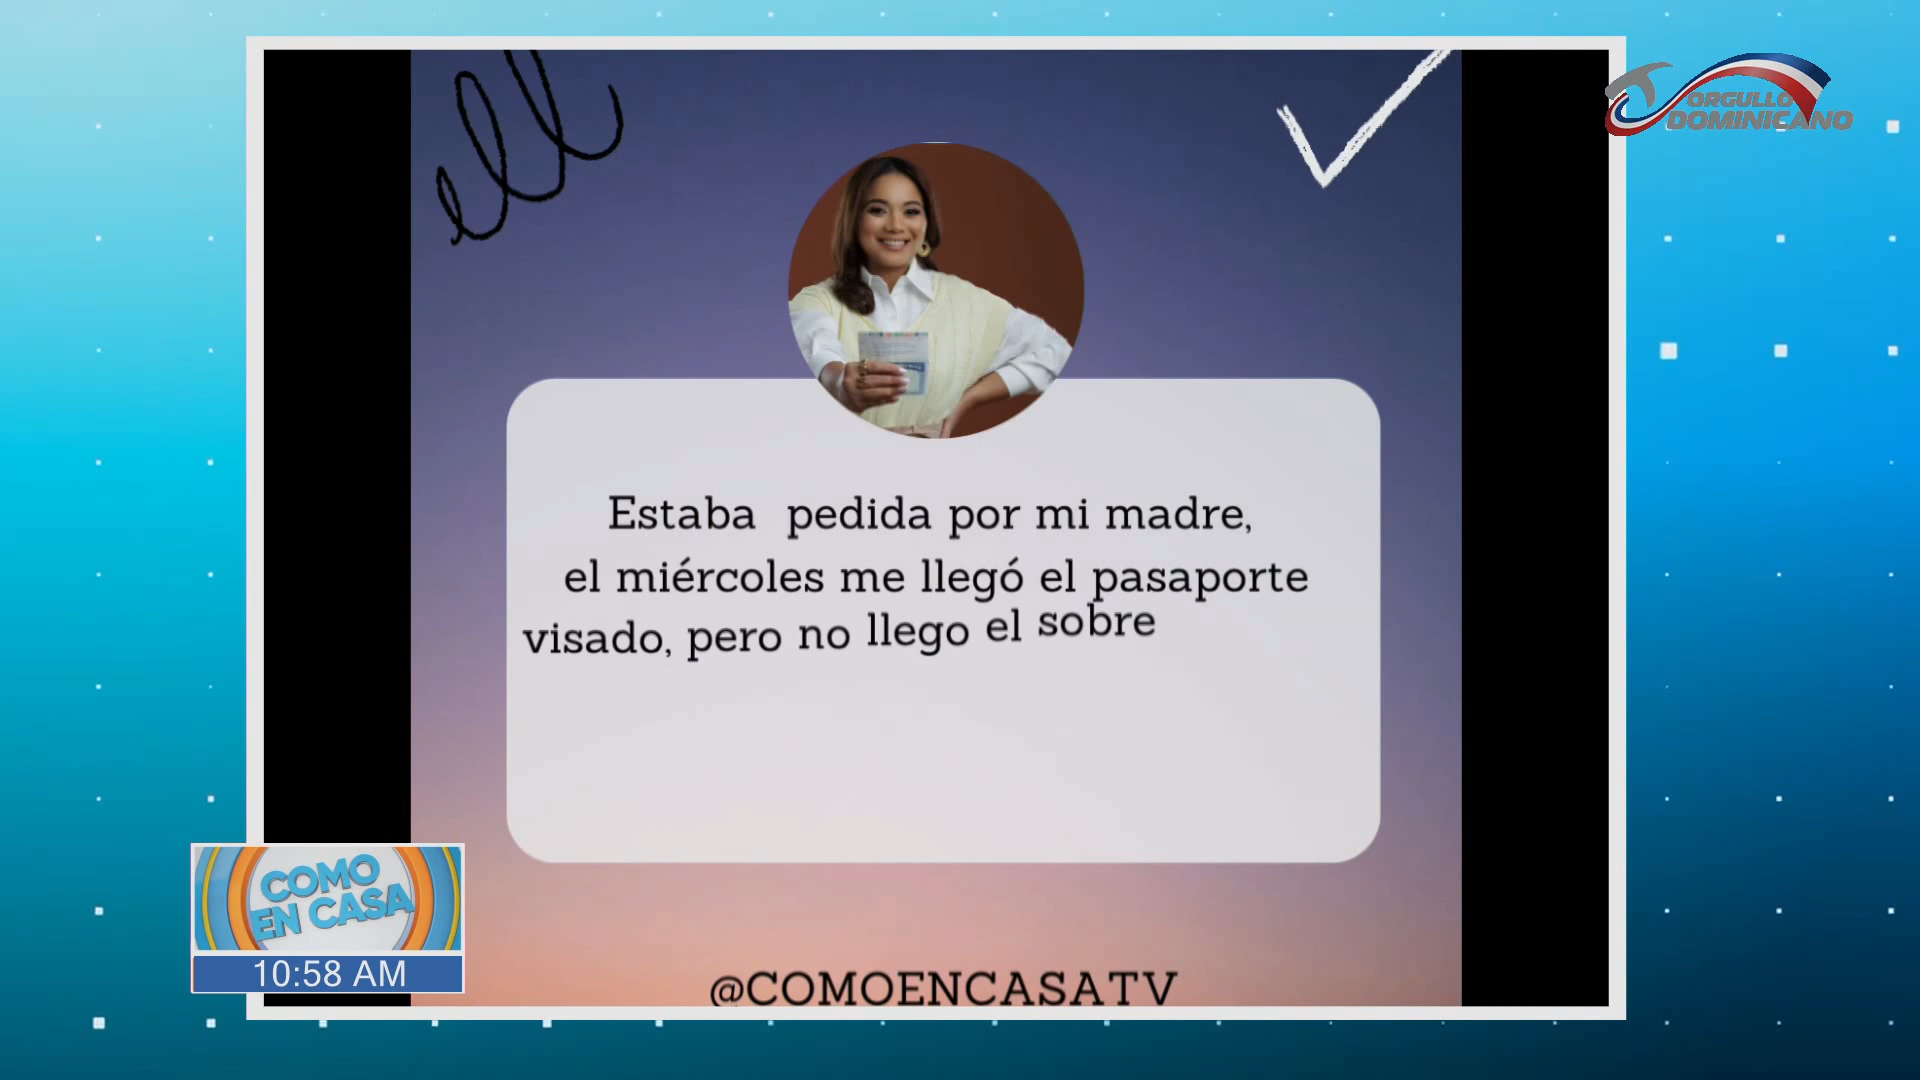 ORGULLO
DOMINICANO
Estaba pedida por mi madre,
el miércoles me llegó el pasaporte
visado, pero no llego el sobre
COMO
EN CASA
10:58 AM
@COMOENCASATV